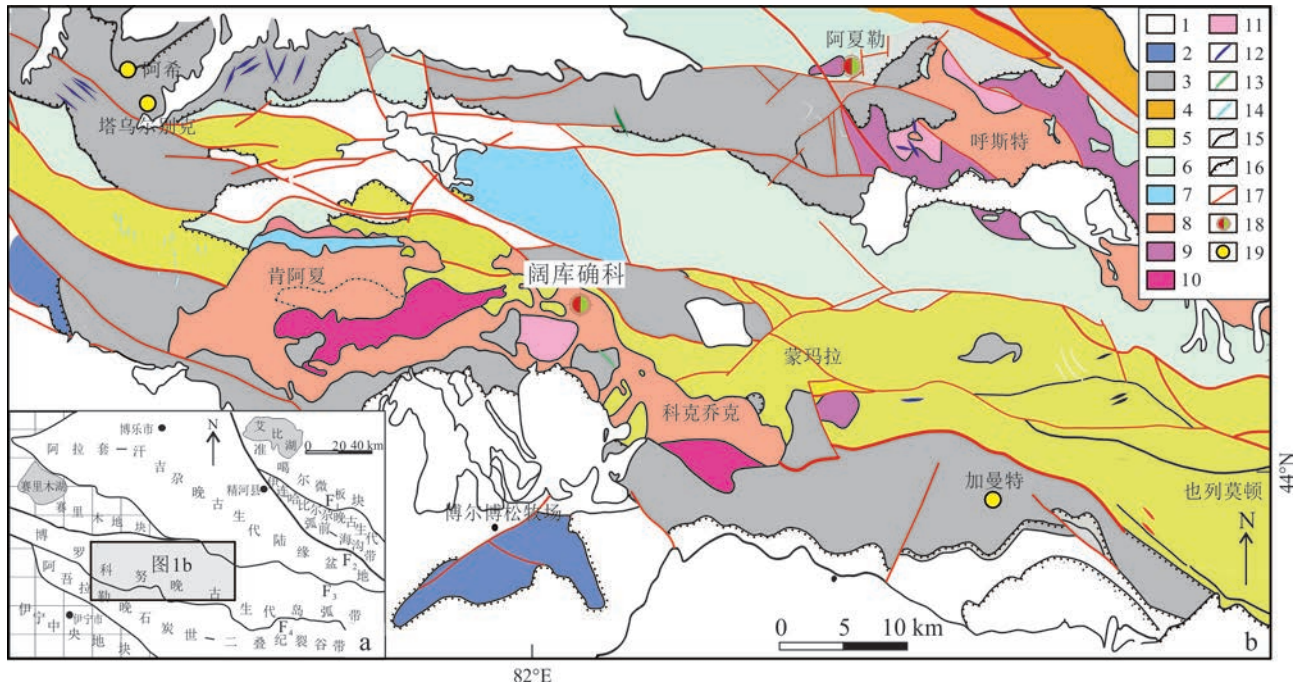 阿希
塔乌尔别克
阿夏勒
呼斯特
肯阿夏
阔库确科
蒙玛拉
科克乔克
加曼特
也列莫顿
博尔博松牧场
1
2
3
4
5
6
7
8
9
10
11
12
13
14
15
16
17
18
19
N
0 5 10 km
b
82°E
44°N
博乐市
N
艾比湖
0 20 40 km
阿拉套一汗吉尕晚古生代陆缘盆地
准噶尔微板块
精河县
赛里木湖
赛里木地块
博罗科努晚古生代岛弧带
图1b
F
F2
F3
F4
阿吾拉勒晚石炭世一二叠纪裂谷带
伊宁市
伊宁中央地块
a